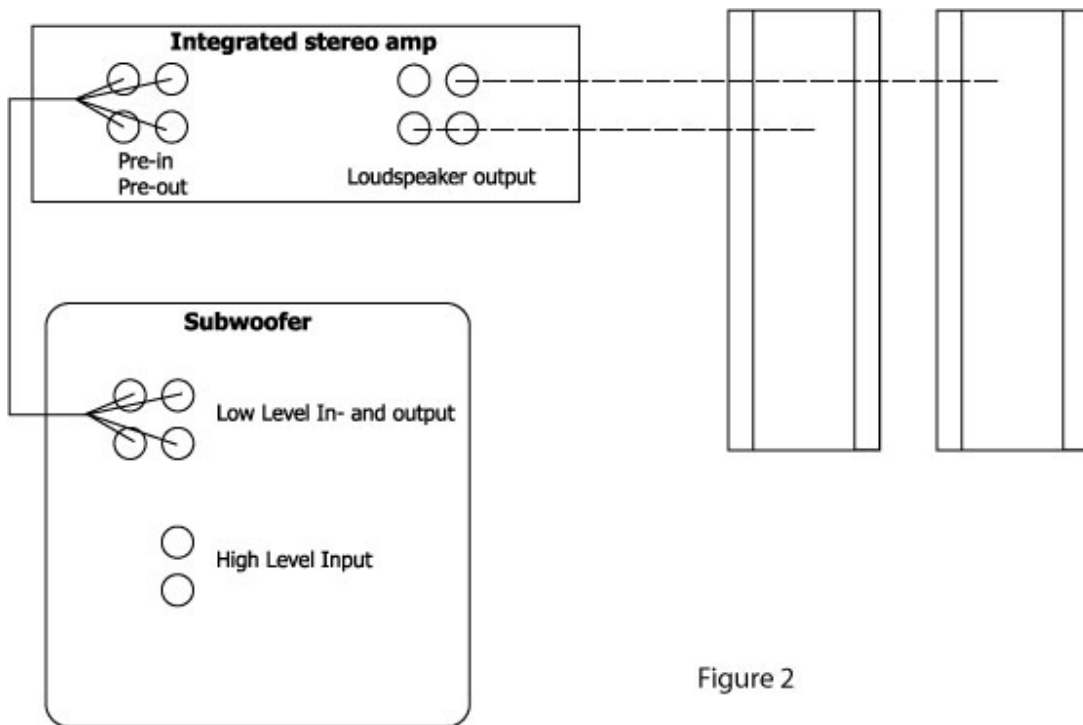 Integrated stereo amp
Pre-in
Pre-out
Loudspeaker output
Subwoofer
Low Level In- and output
High Level Input
Figure 2